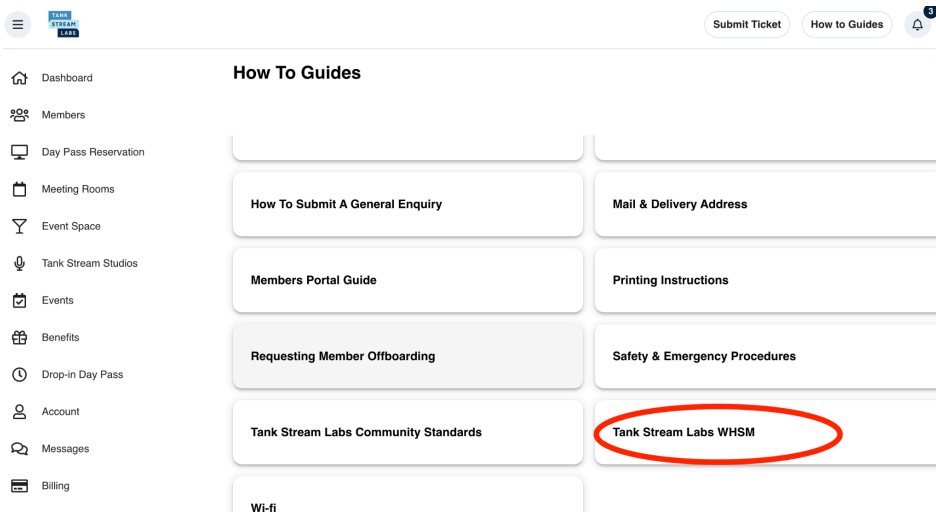 TANK
STREAM
LABS
Submit Ticket
How to Guides
3
Dashboard
Members
Day Pass Reservation
Meeting Rooms
Event Space
Tank Stream Studios
Events
Benefits
Drop-in Day Pass
Account
Messages
Billing
How To Guides
How To Submit A General Enquiry
Mail & Delivery Address
Members Portal Guide
Printing Instructions
Requesting Member Offboarding
Safety & Emergency Procedures
Tank Stream Labs Community Standards
Tank Stream Labs WHSM
Wi-fi